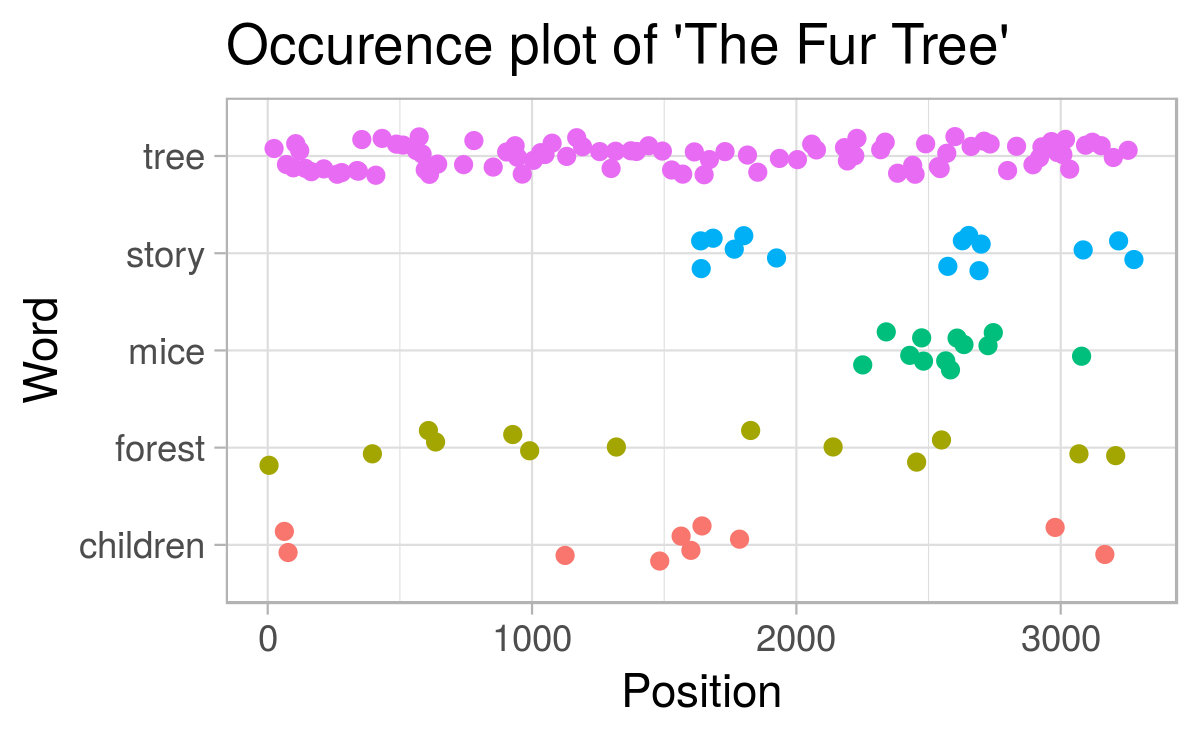 Occurence plot of 'The Fur Tree'
Word
tree
story
mice
forest
children
0 1000 2000 3000
Position